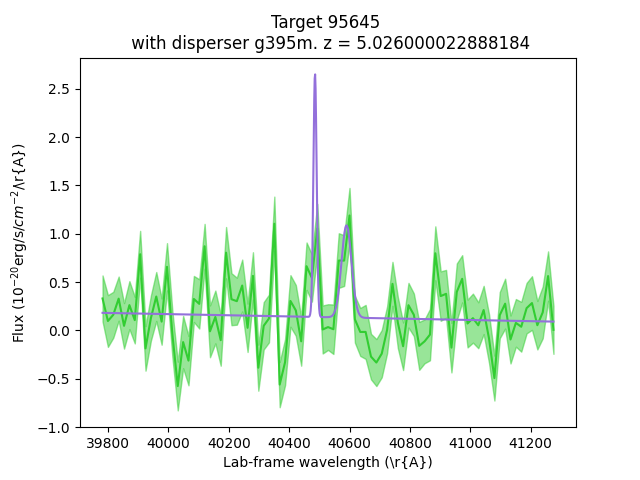 Target 95645
with disperser g395m. z = 5.026000022888184
Flux (10^{-20}erg/s/cm^{-2}/\r{A})
2.5
2.0
1.5
1.0
0.5
0.0
−0.5
−1.0
39800 40000 40200 40400 40600 40800 41000 41200
Lab-frame wavelength (\r{A})